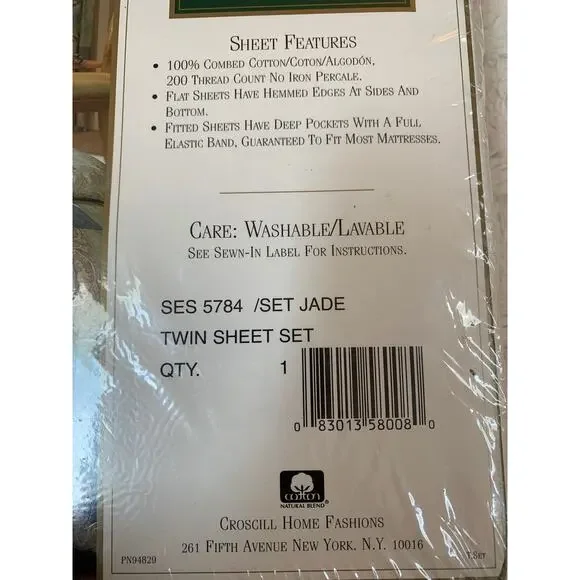 SHEET FEATURES
• 100% COMBED COTTON/COTON/ALGODÓN,
200 THREAD COUNT NO IRON PERCALE.
• FLAT SHEETS HAVE HEMMED EDGES AT SIDES AND
BOTTOM.
• FITTED SHEETS HAVE DEEP POCKETS WITH A FULL
ELASTIC BAND, GUARANTEED TO FIT MOST MATTRESSES.
CARE: WASHABLE/LAVABLE
SEE SEWN-IN LABEL FOR INSTRUCTIONS.
SES 5784 /SET JADE
TWIN SHEET SET
QTY. 1
0 83013 58008 0
cotton
NATURAL BLEND®
CROSCILL HOME FASHIONS
261 FIFTH AVENUE NEW YORK, N.Y. 10016
PN94829 T SET